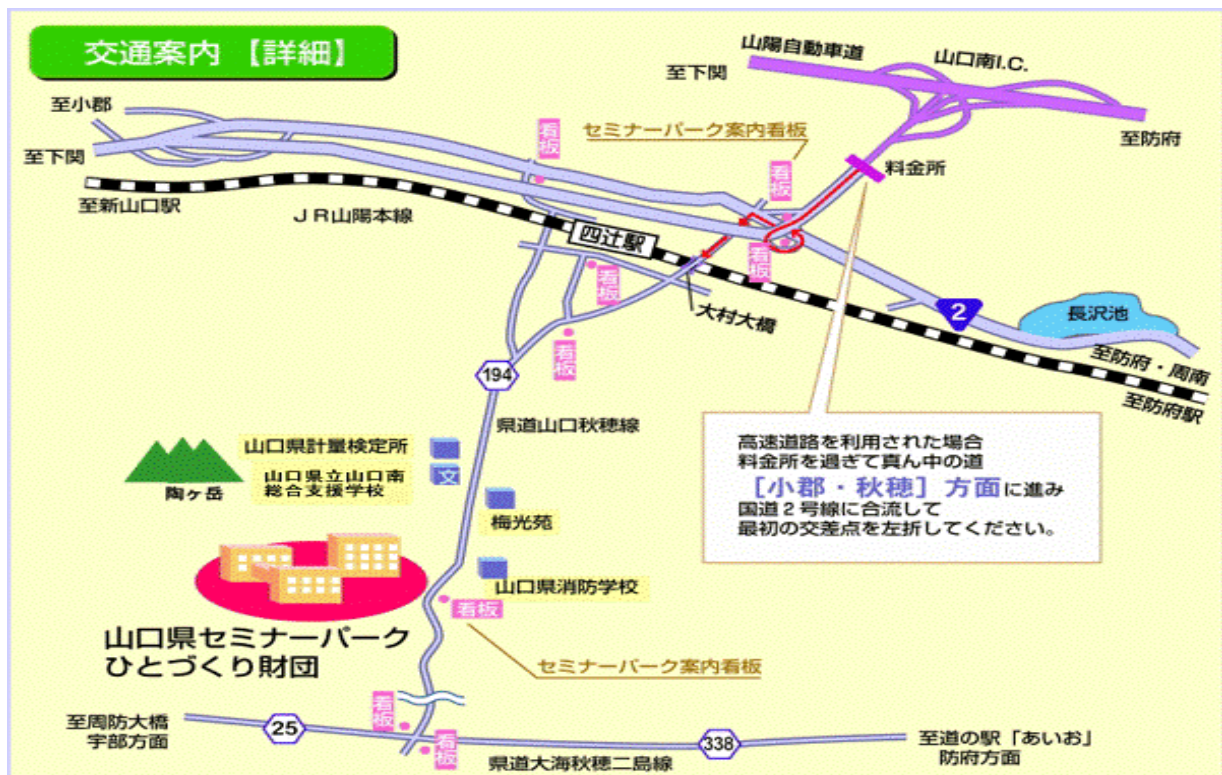 交通案内 【詳細】
山陽自動車道
山口南I.C.
至下関
至小郡
セミナーパーク案内看板
看板
至防府
至下関
看板
料金所
至新山口駅
JR山陽本線
四辻駅
看板
看板
2
長沢池
大村大橋
至防府・周南
看板
194
至防府駅
県道山口秋穂線
高速道路を利用された場合
料金所を過ぎて真ん中の道
[小郡・秋穂] 方面に進み
国道2号線に合流して
最初の交差点を左折してください。
山口県計量検定所
山口県立山口南
総合支援学校
文
陶ヶ岳
梅光苑
山口県消防学校
看板
山口県セミナーパーク
ひとづくり財団
セミナーパーク案内看板
看板
至周防大橋
宇部方面
25
看板
338
県道大海秋穂二島線
至道の駅「あいお」
防府方面